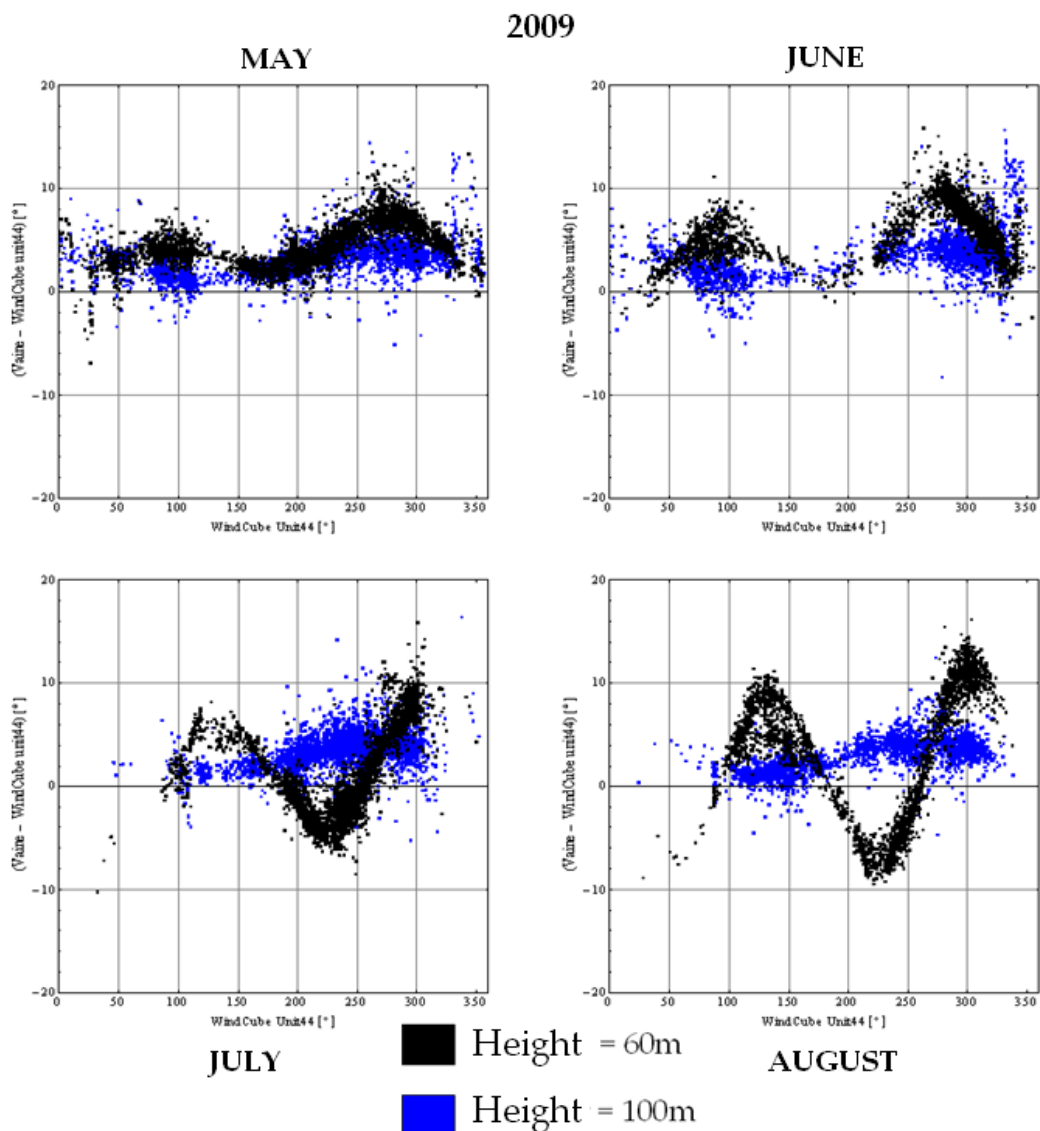 2009
MAY
JUNE
(Vaine - WindCube unit44) [°]
20
10
0
-10
-20
0 50 100 150 200 250 300 350
WindCube Unit44 [°]
(Vaine - WindCube unit44) [°]
20
10
0
-10
-20
0 50 100 150 200 250 300 350
WindCube Unit44 [°]
(Vaine - WindCube unit44) [°]
20
10
0
-10
-20
0 50 100 150 200 250 300 350
WindCube Unit44 [°]
(Vaine - WindCube unit44) [°]
20
10
0
-10
-20
0 50 100 150 200 250 300 350
WindCube Unit44 [°]
JULY
Height = 60m
AUGUST
Height = 100m